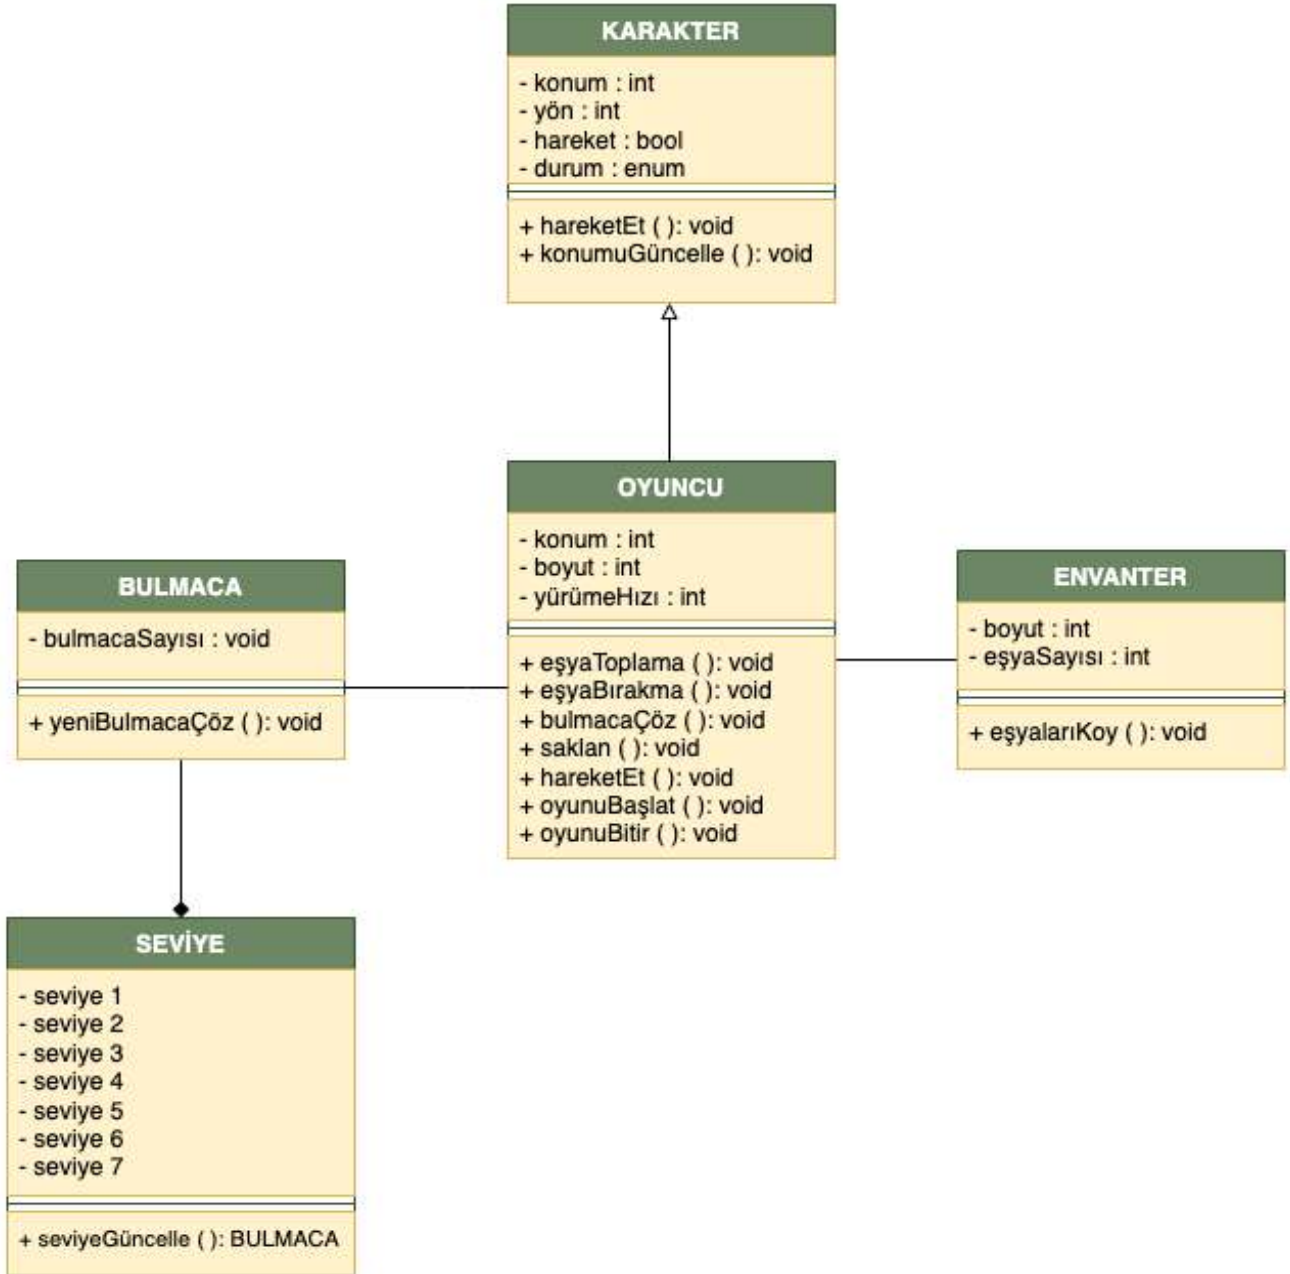 KARAKTER
- konum : int
- yön : int
- hareket : bool
- durum : enum
+ hareketEt ( ): void
+ konumuGüncelle ( ): void
OYUNCU
- konum : int
- boyut : int
- yürümeHızı : int
+ eşyaToplama ( ): void
+ eşyaBırakma ( ): void
+ bulmacaÇöz ( ): void
+ saklan ( ): void
+ hareketEt ( ): void
+ oyunuBaşlat ( ): void
+ oyunuBitir ( ): void
BULMACA
- bulmacaSayısı : void
+ yeniBulmacaÇöz ( ): void
ENVANTER
- boyut : int
- eşyaSayısı : int
+ eşyalarıKoy ( ): void
SEVİYE
- seviye 1
- seviye 2
- seviye 3
- seviye 4
- seviye 5
- seviye 6
- seviye 7
+ seviyeGüncelle ( ): BULMACA